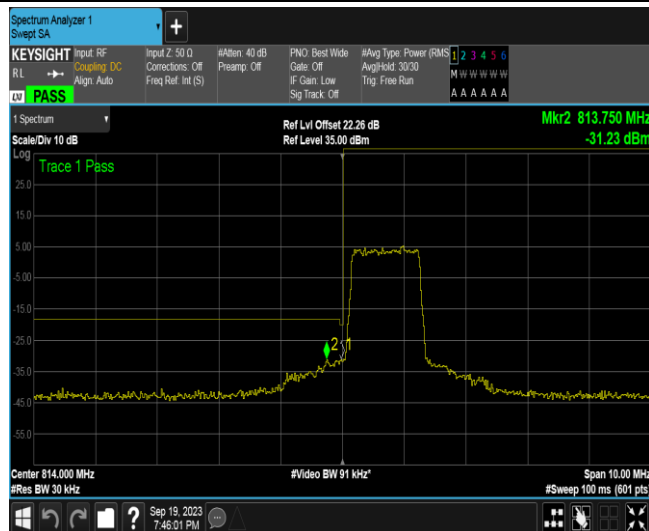 Spectrum Analyzer 1
Swept SA
KEYSIGHT
RL
LXI PASS
Input: RF
Coupling: DC
Align: Auto
Input Z: 50 Ω
Corrections: Off
Freq Ref: Int (S)
#Atten: 40 dB
Preamp: Off
PNO: Best Wide
Gate: Off
IF Gain: Low
Sig Track: Off
#Avg Type: Power (RMS
Avg|Hold: 30/30
Trig: Free Run
1 2 3 4 5 6
M W W W W W
A A A A A A
1 Spectrum
Scale/Div 10 dB
Ref Lvl Offset 22.26 dB
Ref Level 35.00 dBm
Mkr2 813.750 MHz
-31.23 dBm
Log
Trace 1 Pass
25.0
15.0
5.00
-5.00
-15.0
-25.0
-35.0
-45.0
-55.0
2
1
Center 814.000 MHz
#Res BW 30 kHz
#Video BW 91 kHz*
Span 10.00 MHz
#Sweep 100 ms (601 pts)
?
Sep 19, 2023
7:46:01 PM